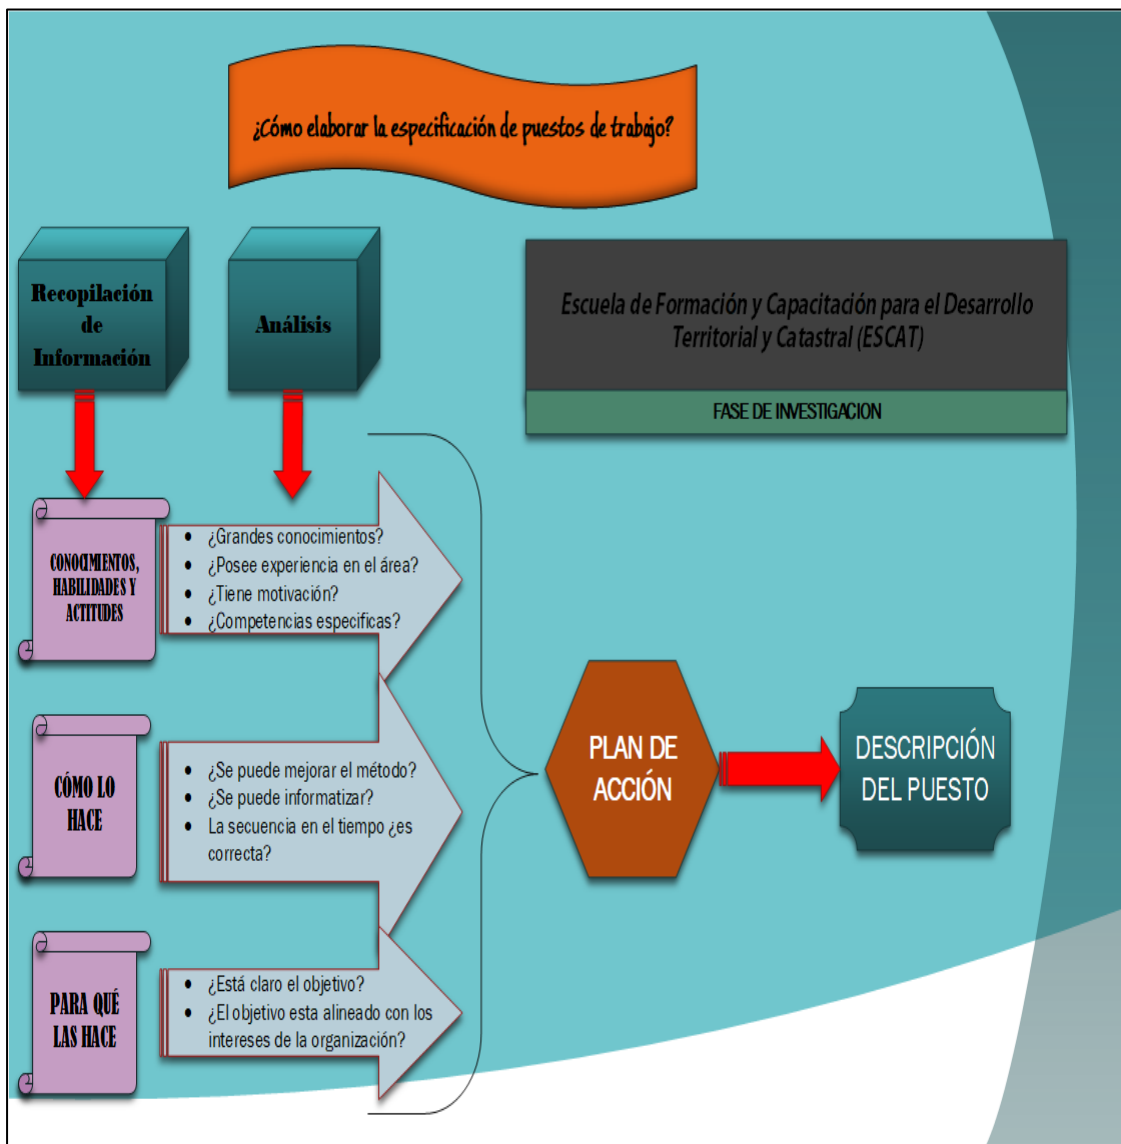 ¿Cómo elaborar la especificación de puestos de trabajo?
Recopilación
de
Información
Análisis
Escuela de Formación y Capacitación para el Desarrollo
Territorial y Catastral (ESCAT)
FASE DE INVESTIGACION
CONOCIMIENTOS,
HABILIDADES Y
ACTITUDES
• ¿Grandes conocimientos?
• ¿Posee experiencia en el área?
• ¿Tiene motivación?
• ¿Competencias especificas?
CÓMO LO
HACE
• ¿Se puede mejorar el método?
• ¿Se puede informatizar?
• La secuencia en el tiempo ¿es
correcta?
PARA QUÉ
LAS HACE
• ¿Está claro el objetivo?
• ¿El objetivo esta alineado con los
intereses de la organización?
PLAN DE
ACCIÓN
DESCRIPCIÓN
DEL PUESTO